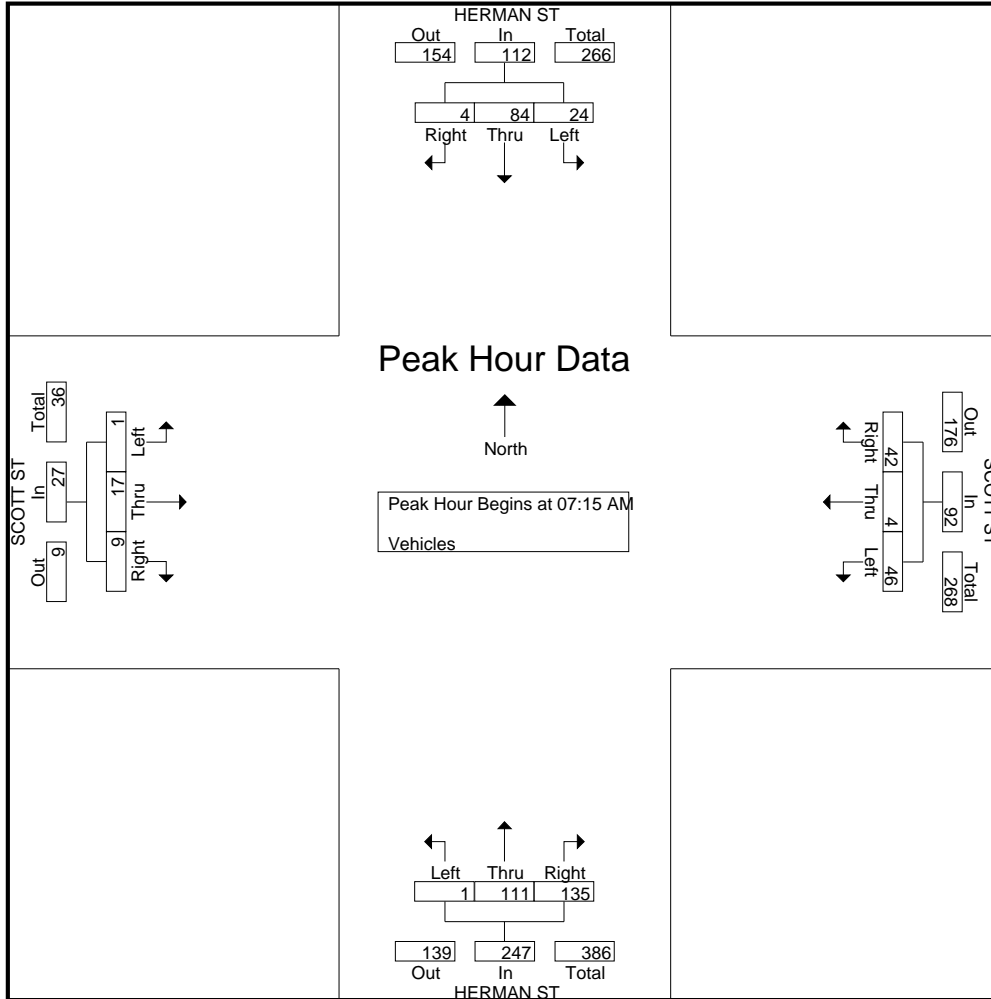 HERMAN ST
Out In Total
154 112 266
4 84 24
Right Thru Left
Peak Hour Data
North
Peak Hour Begins at 07:15 AM
Vehicles
SCOTT ST
Total In Out
36 27 9
1 17 9
Left Thru Right
Right Thru Left
42 4 46
176 92 268
Out In Total
SCOTT ST
Left Thru Right
1 111 135
139 247 386
Out In Total
HERMAN ST